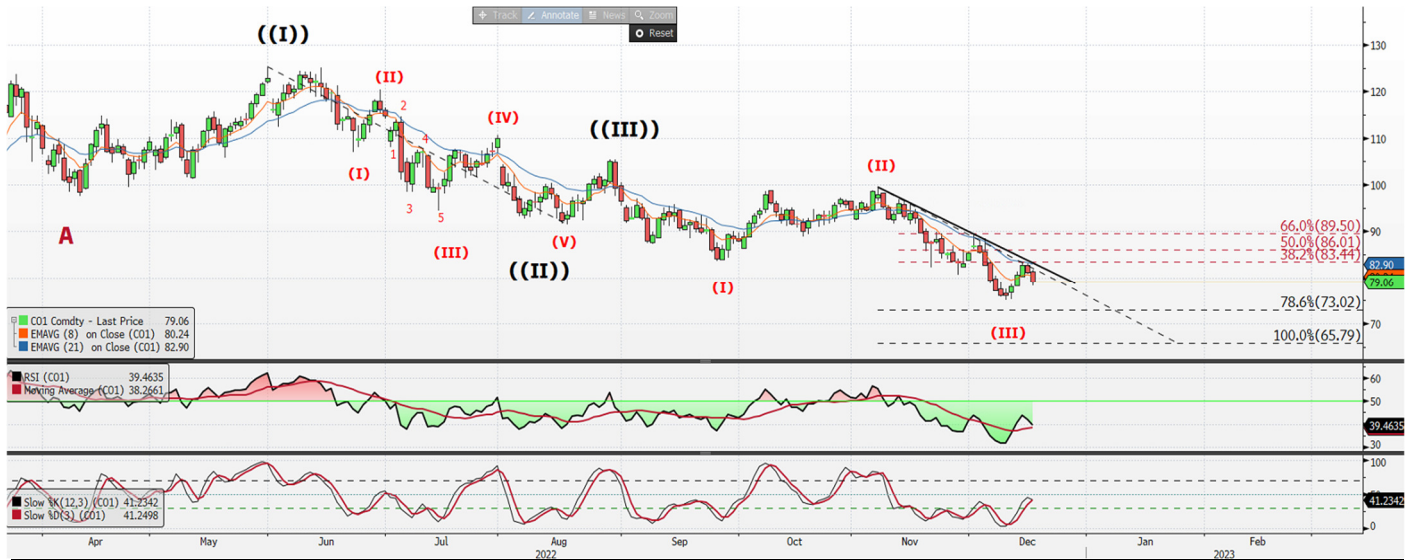 Track Annotate News Zoom
Reset
((I))
(II)
2
(IV)
4
((III))
1
(I)
3
5
(III)
(V)
((II))
A
(II)
(I)
(III)
66.0%(89.50)
50.0%(86.01)
38.2%(83.44)
78.6%(73.02)
100.0%(65.79)
130
120
110
100
90
82.90
79.06
70
CO1 Comdty - Last Price 79.06
EMAVG (8) on Close (CO1) 80.24
EMAVG (21) on Close (CO1) 82.90
RSI (CO1) 39.4635
Moving Average (CO1) 38.2661
60
50
39.4635
30
Slow %K(12,3) (CO1) 41.2342
Slow %D(3) (CO1) 41.2498
100
41.2342
0
Apr May Jun Jul Aug Sep Oct Nov Dec Jan Feb
2022 2023